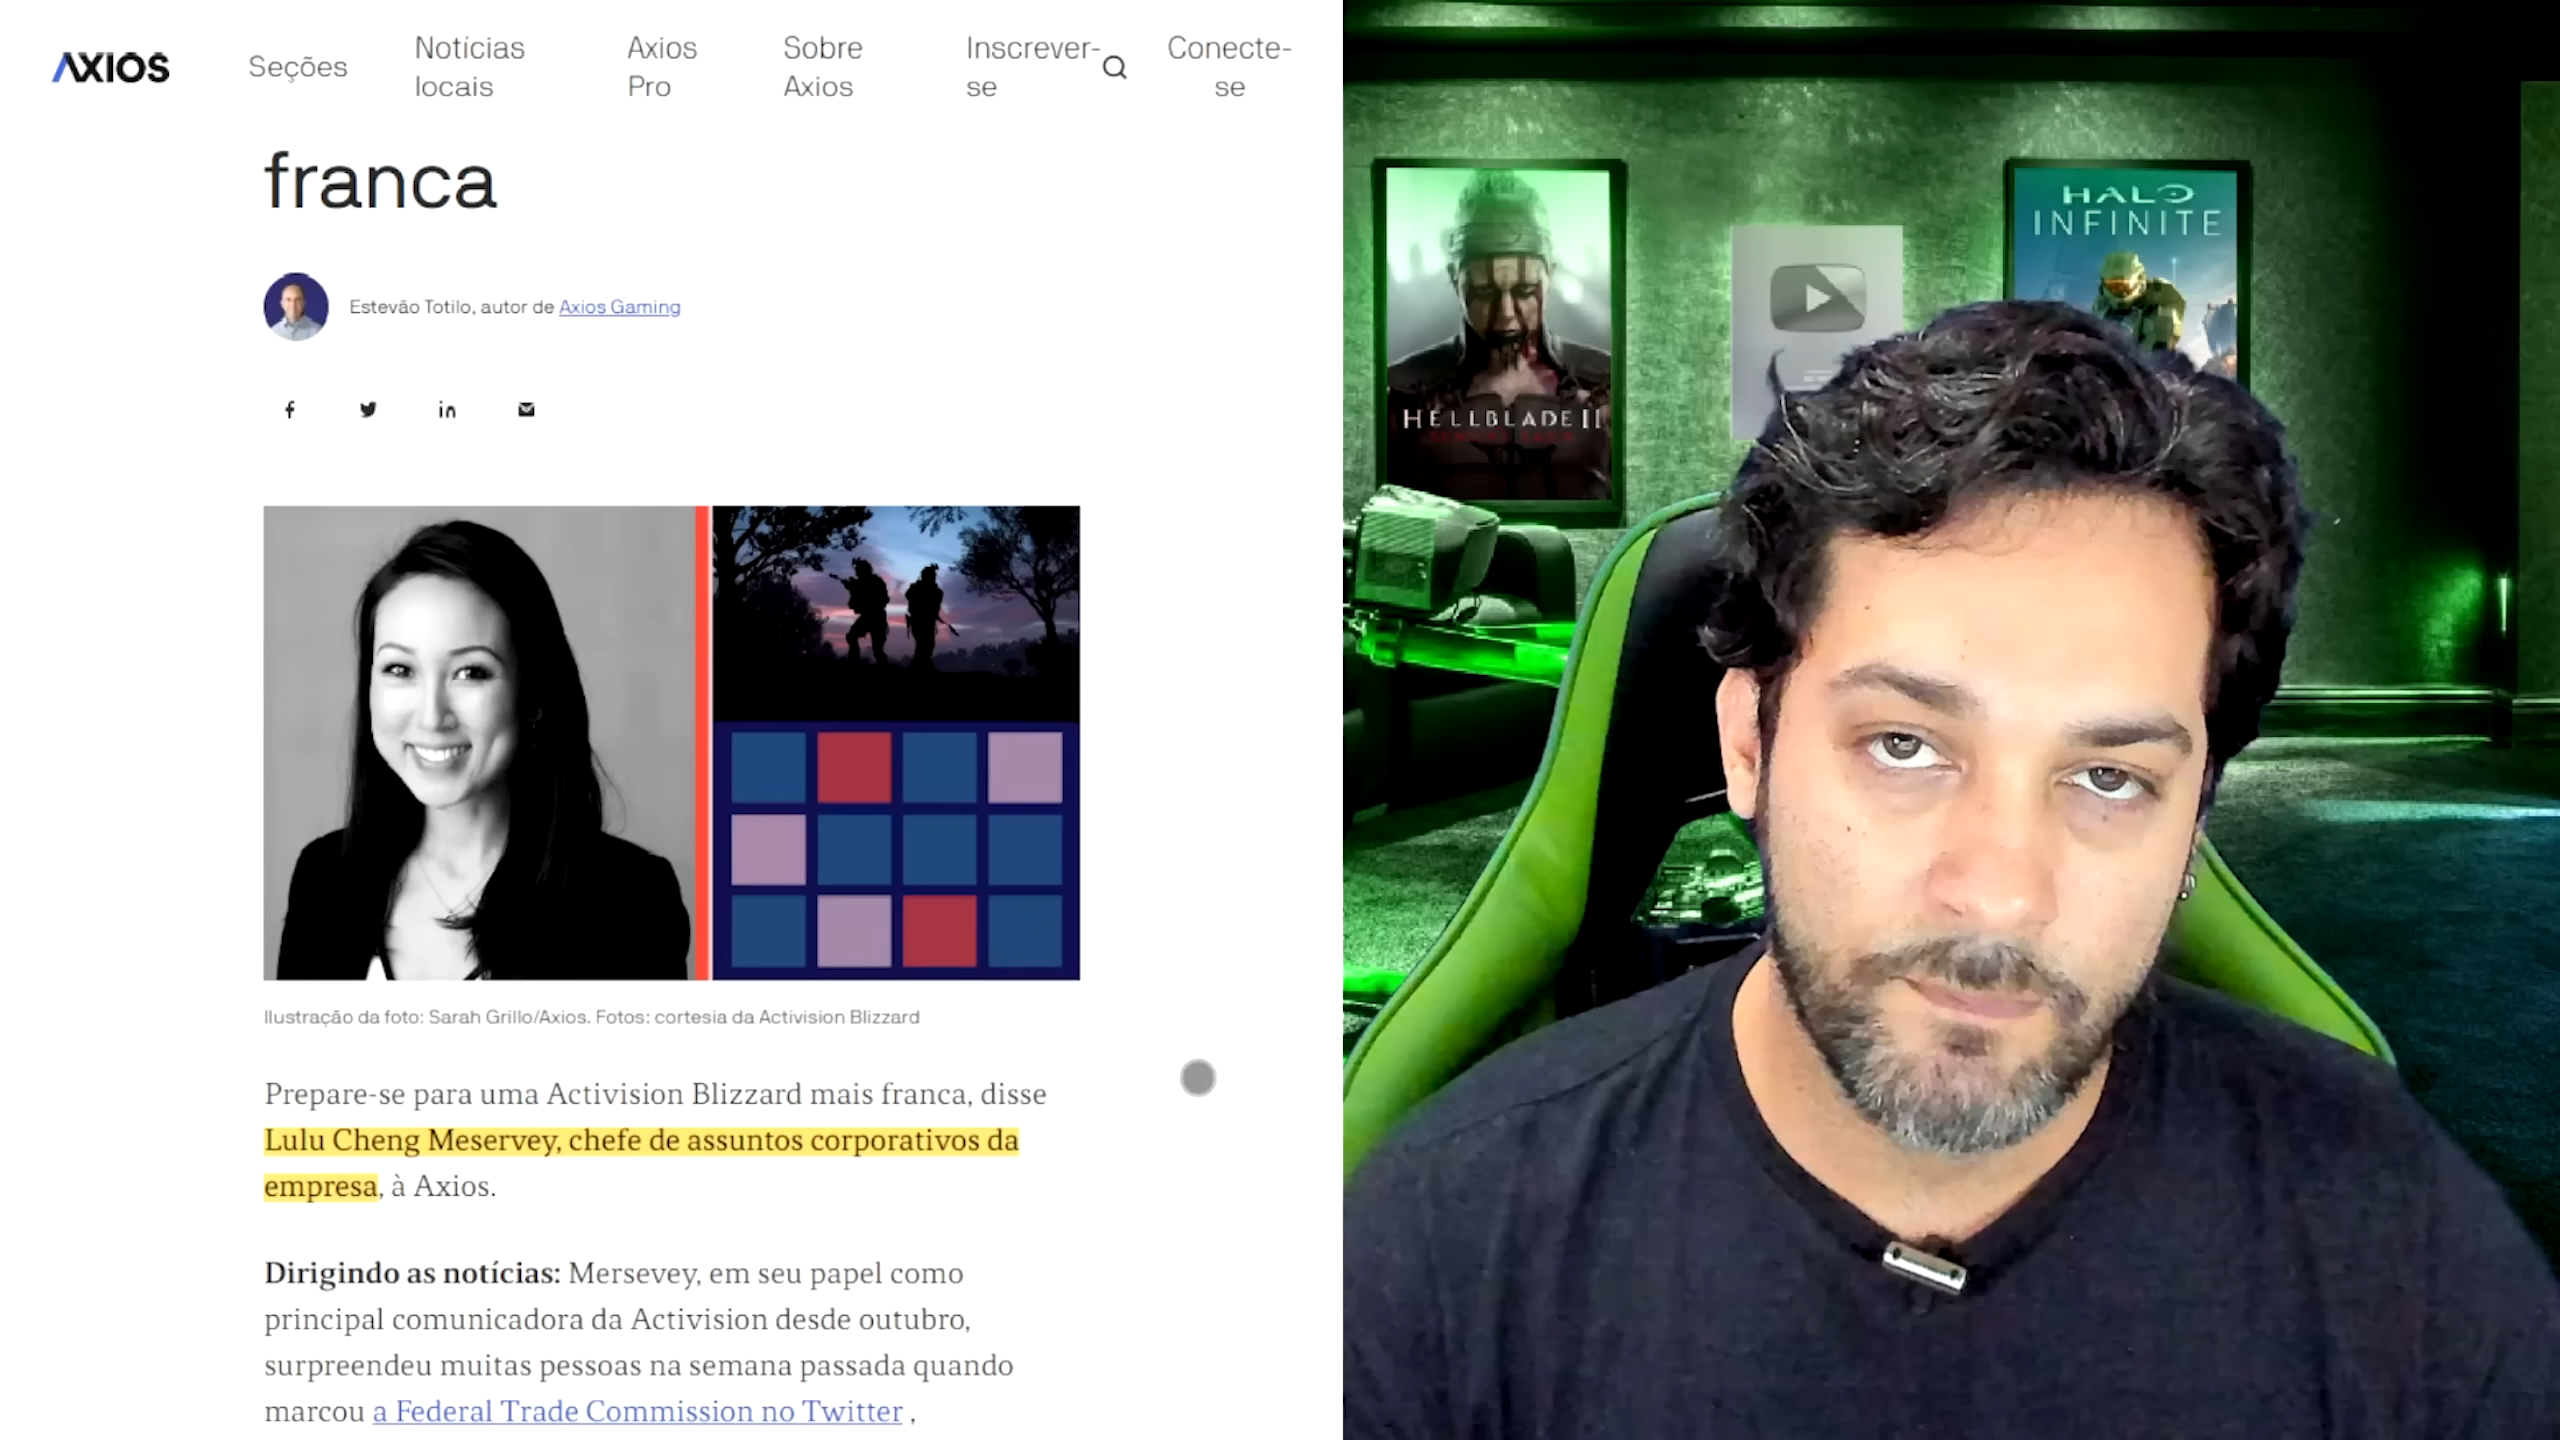 AXIOS
Seções
Notícias
locais
Axios
Pro
Sobre
Axios
Inscrever-
se
Conecte-
se
franca
Estevão Totilo, autor de Axios Gaming
Ilustração da foto: Sarah Grillo/Axios. Fotos: cortesia da Activision Blizzard
Prepare-se para uma Activision Blizzard mais franca, disse
Lulu Cheng Meservey, chefe de assuntos corporativos da
empresa, à Axios.
Dirigindo as notícias: Mersevey, em seu papel como
principal comunicadora da Activision desde outubro,
surpreendeu muitas pessoas na semana passada quando
marcou a Federal Trade Commission no Twitter ,
HELLBLADE II
HALO
INFINITE